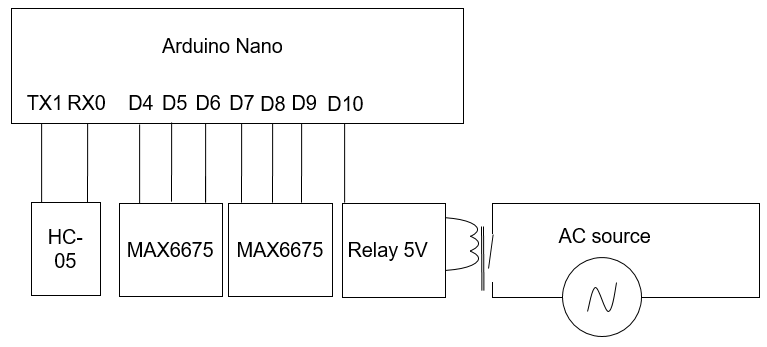 Arduino Nano
TX1 RX0 D4 D5 D6 D7 D8 D9 D10
HC-
05
MAX6675
MAX6675
Relay 5V
AC source